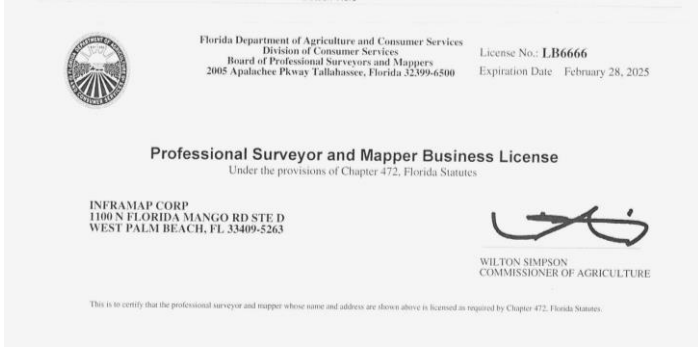 Florida Department of Agriculture and Consumer Services
Division of Consumer Services
Board of Professional Surveyors and Mappers
2005 Apalachee Pkway Tallahassee, Florida 32399-6500
License No.: LB6666
Expiration Date February 28, 2025
Professional Surveyor and Mapper Business License
Under the provisions of Chapter 472, Florida Statutes
INFRAMAP CORP
1100 N FLORIDA MANGO RD STE D
WEST PALM BEACH, FL 33409-5263
WILTON SIMPSON
COMMISSIONER OF AGRICULTURE
This is to certify that the professional surveyor and mapper whose name and address are shown above is licensed as required by Chapter 472, Florida Statutes.